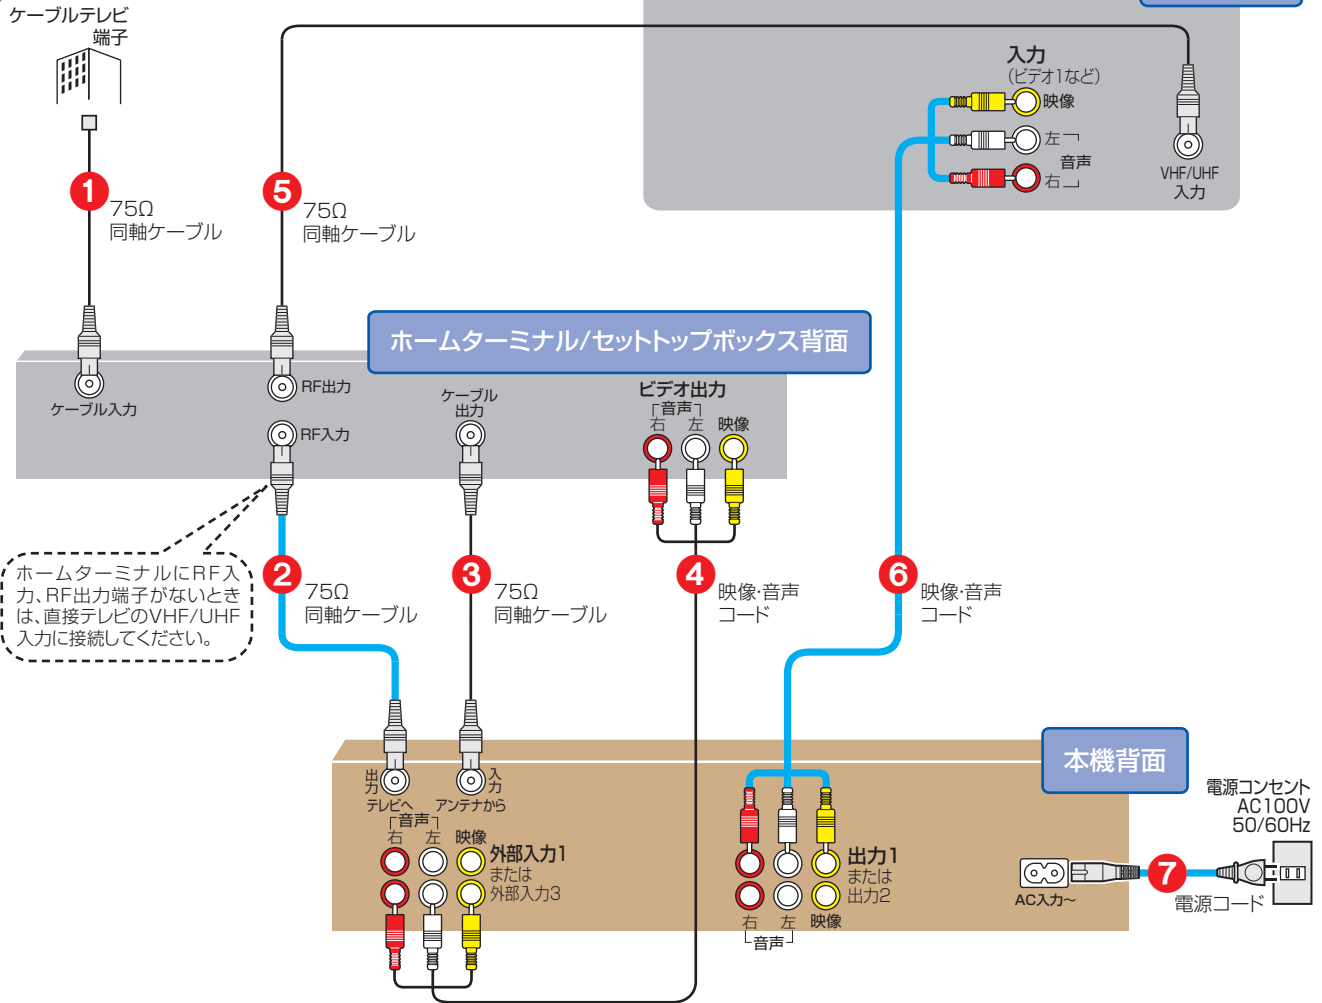 ケーブルテレビ
端子
入力
(ビデオ1など)
映像
左
音声
右
VHF/UHF
入力
1
75Ω
同軸ケーブル
5
75Ω
同軸ケーブル
ホームターミナル/セットトップボックス背面
ケーブル入力
RF出力
RF入力
ケーブル
出力
ビデオ出力
音声
右 左 映像
ホームターミナルにRF入
力、RF出力端子がないとき
は、直接テレビのVHF/UHF
入力に接続してください。
2
75Ω
同軸ケーブル
3
75Ω
同軸ケーブル
4
映像・音声
コード
6
映像・音声
コード
本機背面
出力
テレビへ
入力
アンテナから
音声
右 左 映像
外部入力1
または
外部入力3
出力1
または
出力2
右 左 映像
音声
AC入力~
7
電源コード
電源コンセント
AC100V
50/60Hz